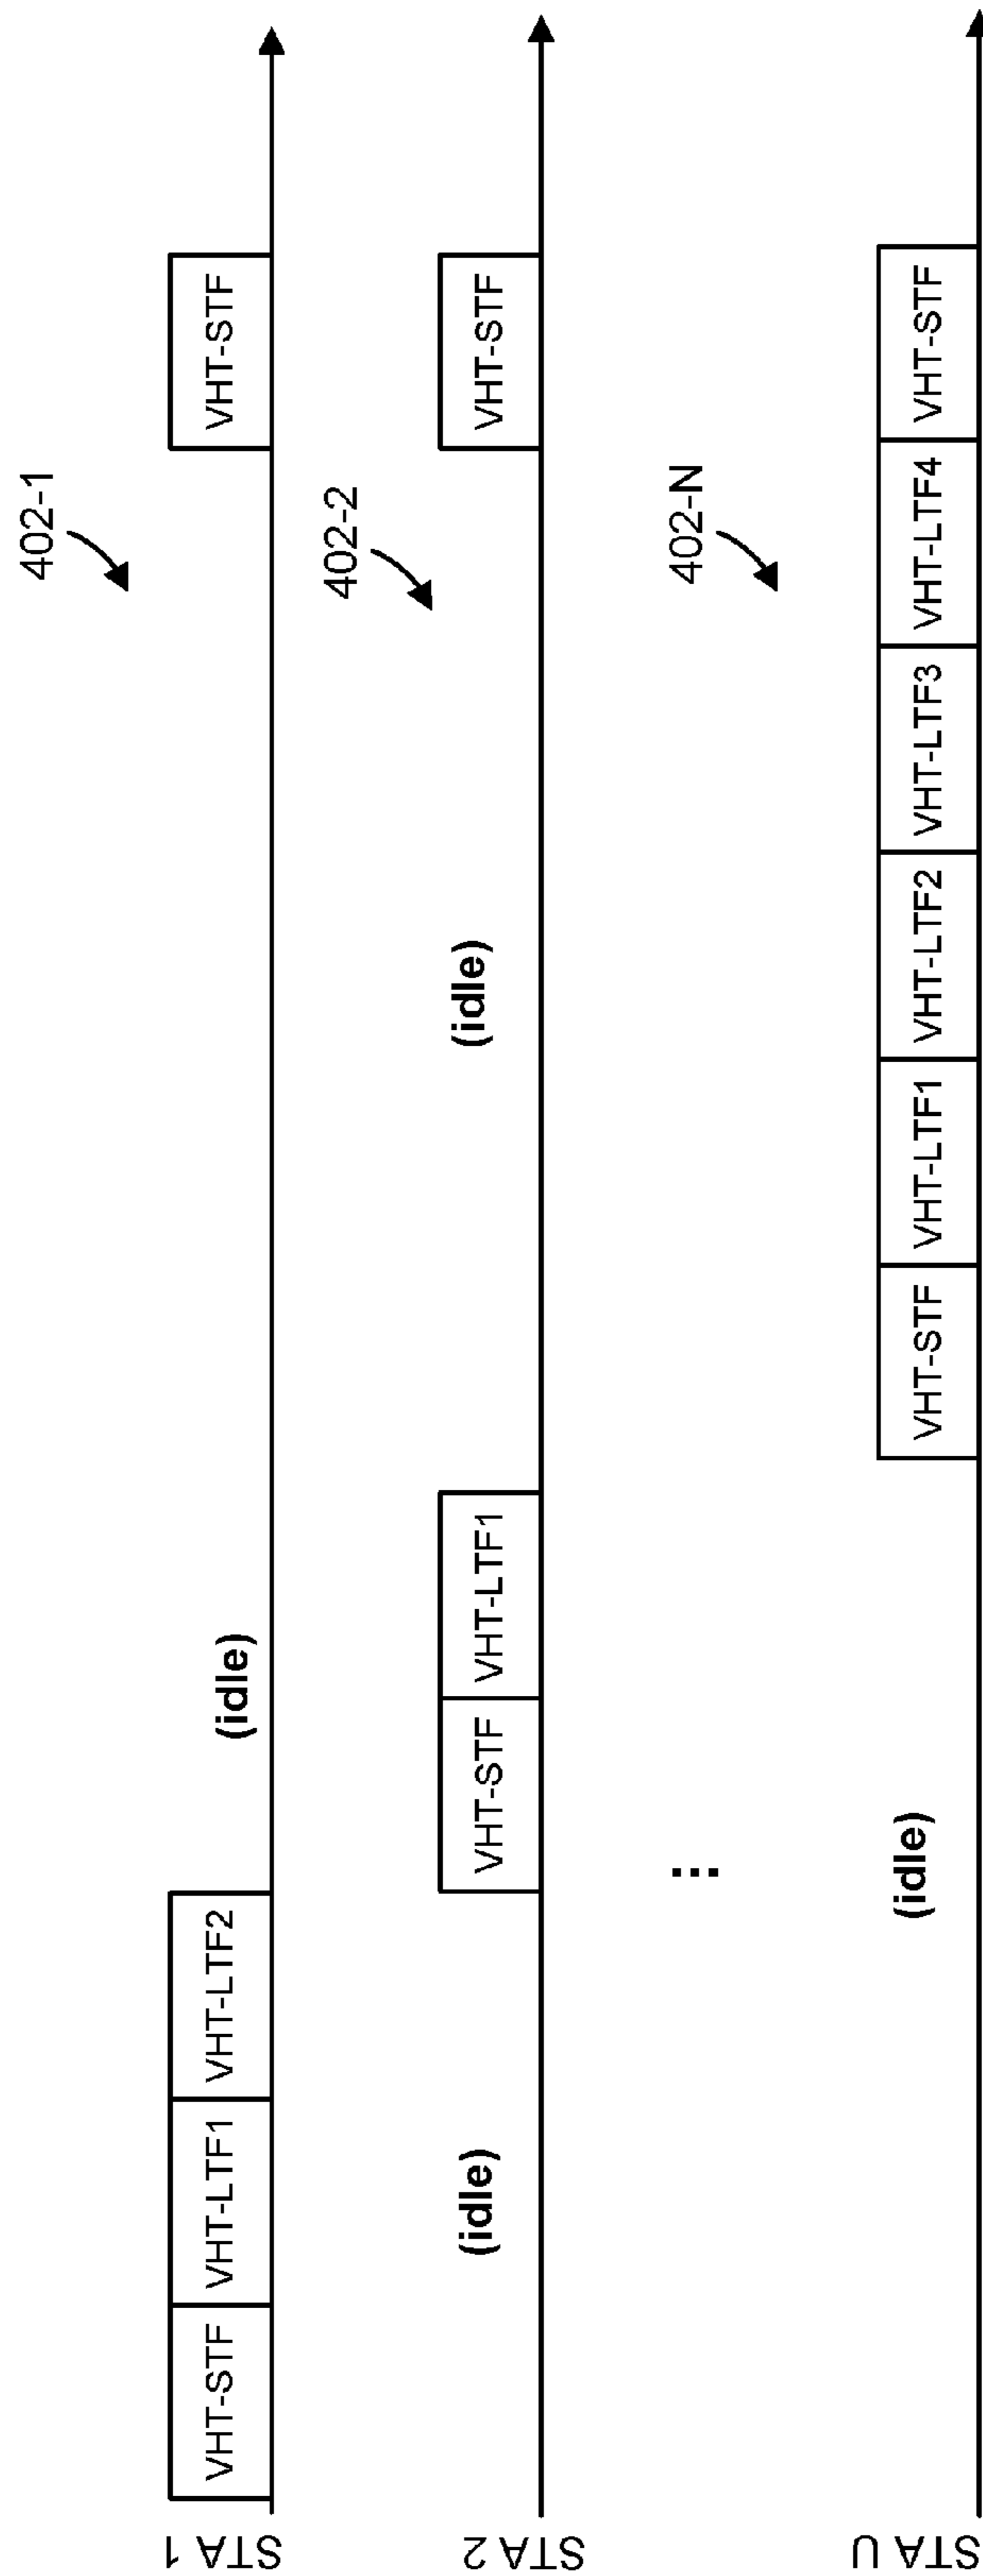 402-1
STA 1
VHT-STF
VHT-LTF1
VHT-LTF2
(idle)
VHT-STF
402-2
STA 2
(idle)
VHT-STF
VHT-LTF1
(idle)
VHT-STF
...
402-N
STA U
(idle)
VHT-STF
VHT-LTF1
VHT-LTF2
VHT-LTF3
VHT-LTF4
VHT-STF